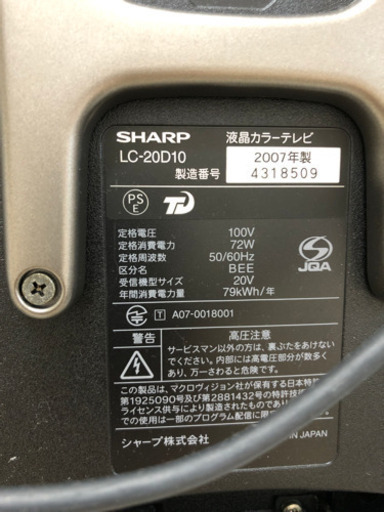 SHARP 液晶カラーテレビ
LC-20D10 2007年製
製造番号 4318509
PS
E
定格電圧 100V
定格消費電力 72W
定格周波数 50/60Hz
区分名 BEE
受信機型サイズ 20V
年間消費電力量 79kWh/年
JQA
T A07-0018001
警告 高圧注意
サービスマン以外の方は、裏ぶたをあけないで
ください。内部には高電圧部分が数多く
あり、万一さわると危険です。
この製品は、マクロヴィジョン社が保有する日本特
第1925090号及び第2881432号の特許技術
ライセンス供与により製造されたもので
使用は一部のプログラム配信に限
シャープ株式会社 IN JAPAN